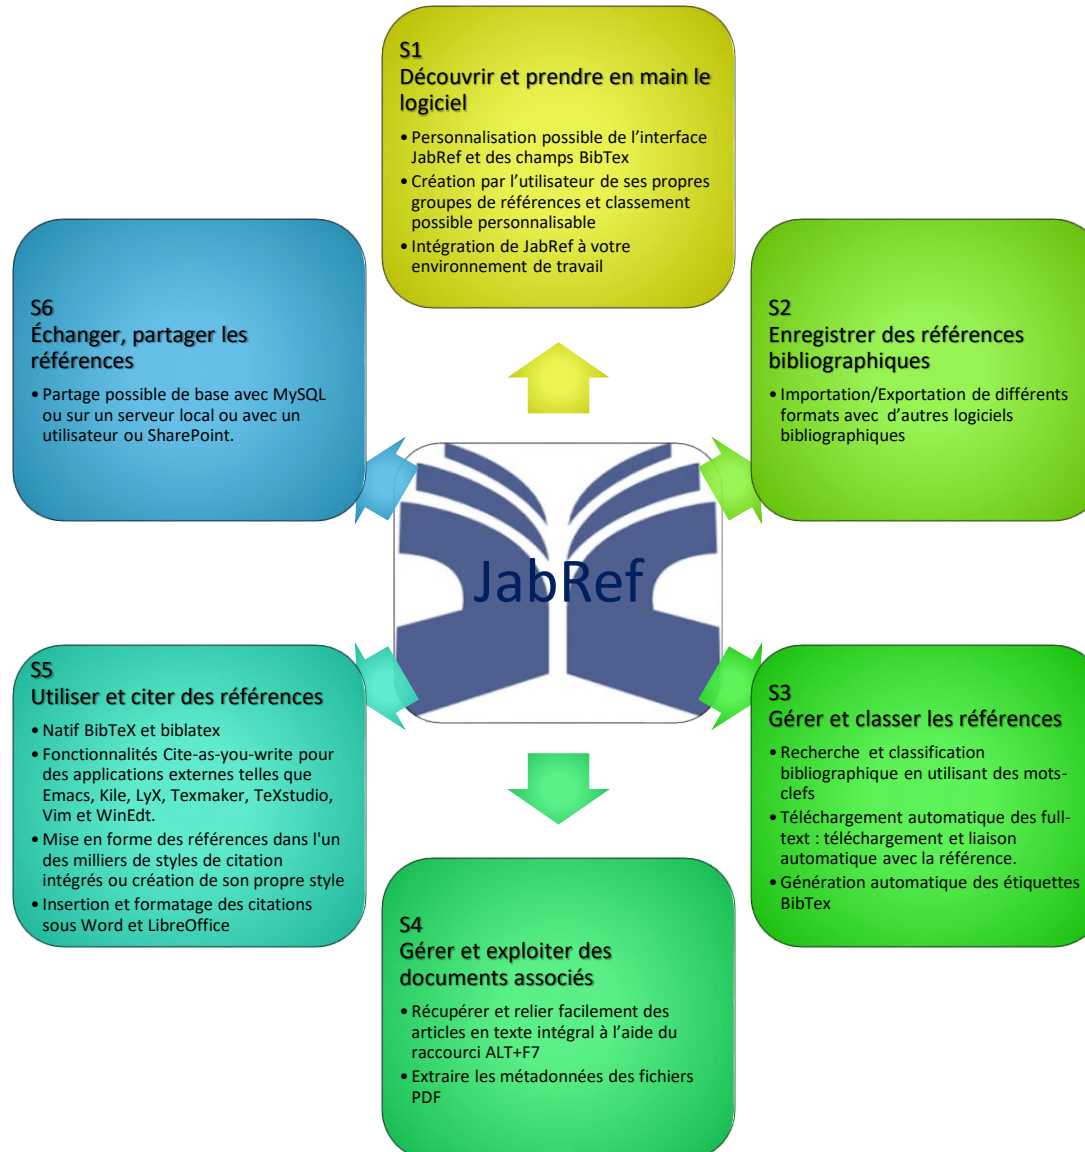 S1
Découvrir et prendre en main le
logiciel
• Personnalisation possible de l’interface
JabRef et des champs BibTex
• Création par l’utilisateur de ses propres
groupes de références et classement
possible personnalisable
• Intégration de JabRef à votre
environnement de travail
S2
Enregistrer des références
bibliographiques
• Importation/Exportation de différents
formats avec d’autres logiciels
bibliographiques
S3
Gérer et classer les références
• Recherche et classification
bibliographique en utilisant des mots-
clefs
• Téléchargement automatique des full-
text : téléchargement et liaison
automatique avec la référence.
• Génération automatique des étiquettes
BibTex
S4
Gérer et exploiter des
documents associés
• Récupérer et relier facilement des
articles en texte intégral à l’aide du
raccourci ALT+F7
• Extraire les métadonnées des fichiers
PDF
S5
Utiliser et citer des références
• Natif BibTeX et biblatex
• Fonctionnalités Cite-as-you-write pour
des applications externes telles que
Emacs, Kile, LyX, Texmaker, TeXstudio,
Vim et WinEdt.
• Mise en forme des références dans l'un
des milliers de styles de citation
intégrés ou création de son propre style
• Insertion et formatage des citations
sous Word et LibreOffice
S6
Échanger, partager les
références
• Partage possible de base avec MySQL
ou sur un serveur local ou avec un
utilisateur ou SharePoint.
JabRef